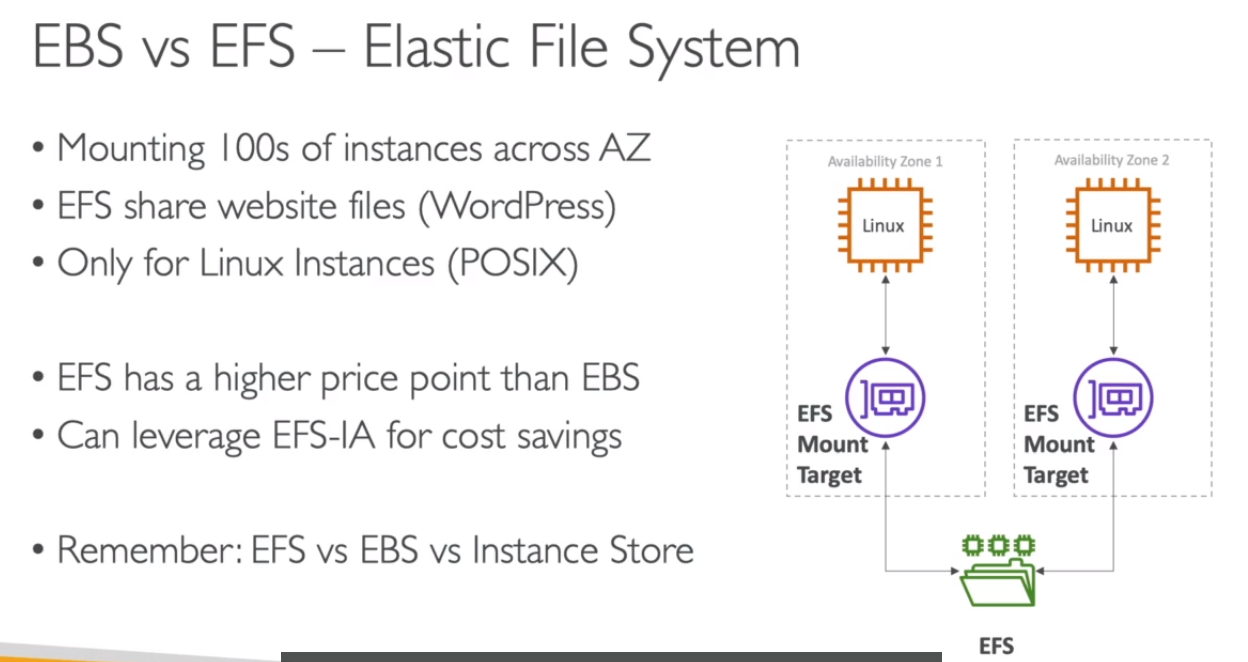 EBS vs EFS – Elastic File System
• Mounting 100s of instances across AZ
• EFS share website files (WordPress)
• Only for Linux Instances (POSIX)
• EFS has a higher price point than EBS
• Can leverage EFS-IA for cost savings
• Remember: EFS vs EBS vs Instance Store
Availability Zone 1
Linux
EFS
Mount
Target
Availability Zone 2
Linux
EFS
Mount
Target
EFS